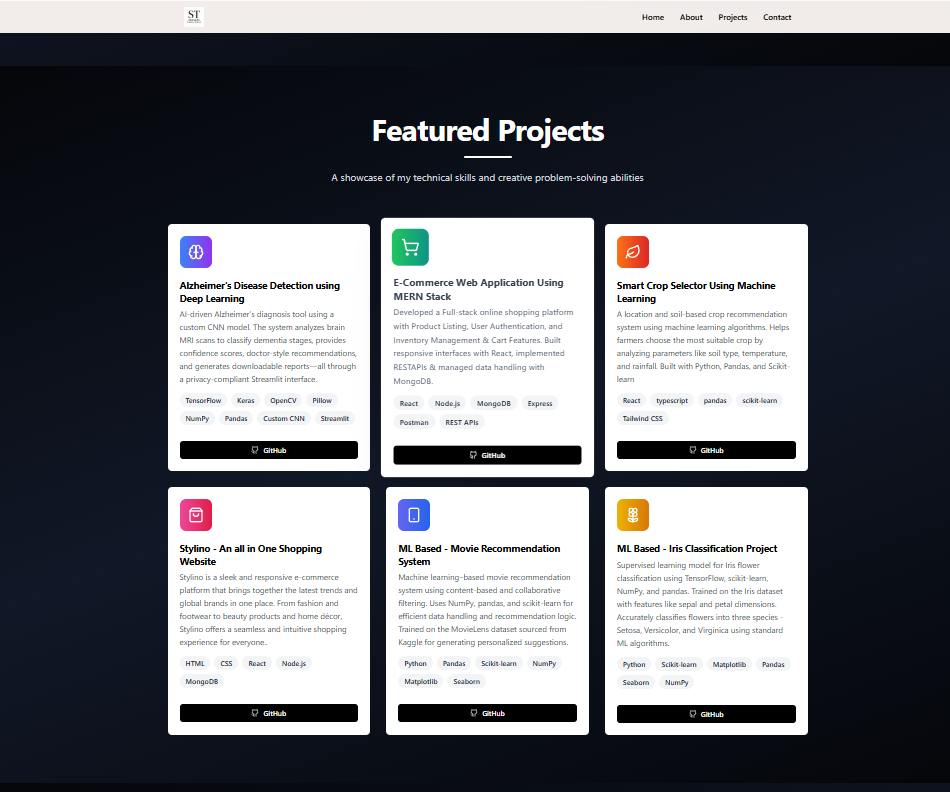 ST
Home About Projects Contact
Featured Projects
A showcase of my technical skills and creative problem-solving abilities
Alzheimer's Disease Detection using
Deep Learning
AI-driven Alzheimer's diagnosis tool using a
custom CNN model. The system analyzes brain
MRI scans to classify dementia stages, provides
confidence scores, doctor-style recommendations,
and generates downloadable reports—all through
a privacy-compliant Streamlit interface.
TensorFlow Keras OpenCV Pillow
NumPy Pandas Custom CNN Streamlit
GitHub
E-Commerce Web Application Using
MERN Stack
Developed a Full-stack online shopping platform
with Product Listing, User Authentication, and
Inventory Management & Cart Features. Built
responsive interfaces with React, implemented
RESTAPIs & managed data handling with
MongoDB.
React Node.js MongoDB Express
Postman REST APIs
GitHub
Smart Crop Selector Using Machine
Learning
A location and soil-based crop recommendation
system using machine learning algorithms. Helps
farmers choose the most suitable crop by
analyzing parameters like soil type, temperature,
and rainfall. Built with Python, Pandas, and Scikit-
learn
React typescript pandas scikit-learn
Tailwind CSS
GitHub
Stylino - An all in One Shopping
Website
Stylino is a sleek and responsive e-commerce
platform that brings together the latest trends and
global brands in one place. From fashion and
footwear to beauty products and home décor,
Stylino offers a seamless and intuitive shopping
experience for everyone..
HTML CSS React Node.js
MongoDB
GitHub
ML Based - Movie Recommendation
System
Machine learning-based movie recommendation
system using content-based and collaborative
filtering. Uses NumPy, pandas, and scikit-learn for
efficient data handling and recommendation logic.
Trained on the MovieLens dataset sourced from
Kaggle for generating personalized suggestions.
Python Pandas Scikit-learn NumPy
Matplotlib Seaborn
GitHub
ML Based - Iris Classification Project
Supervised learning model for Iris flower
classification using TensorFlow, scikit-learn,
NumPy, and pandas. Trained on the Iris dataset
with features like sepal and petal dimensions.
Accurately classifies flowers into three species -
Setosa, Versicolor, and Virginica using standard
ML algorithms.
Python Scikit-learn Matplotlib Pandas
Seaborn NumPy
GitHub